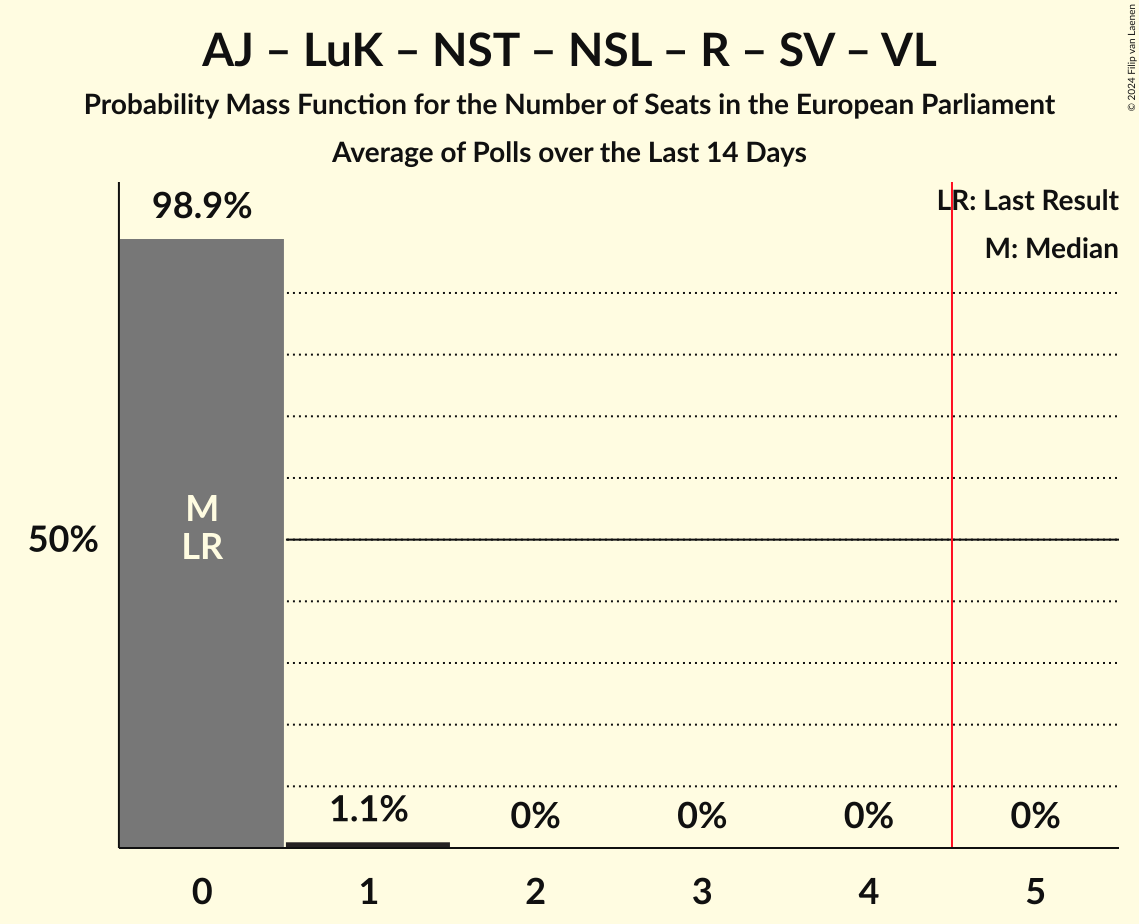 AJ – LuK – NST – NSL – R – SV – VL
Probability Mass Function for the Number of Seats in the European Parliament
Average of Polls over the Last 14 Days
© 2024 Filip van Laenen
LR: Last Result
M: Median
98.9%
M
LR
50%
1.1%
0%
0%
0%
0%
0
1
2
3
4
5